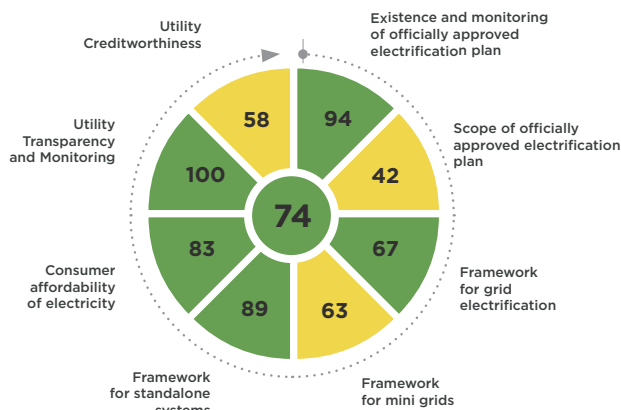 Utility
Creditworthiness
Existence and monitoring
of officially approved
electrification plan
58
94
Utility
Transparency
and Monitoring
Scope of officially
approved electrification
plan
100
42
74
83
67
Consumer
affordability
of electricity
Framework
for grid
electrification
89
63
Framework
for standalone
systems
Framework
for mini grids